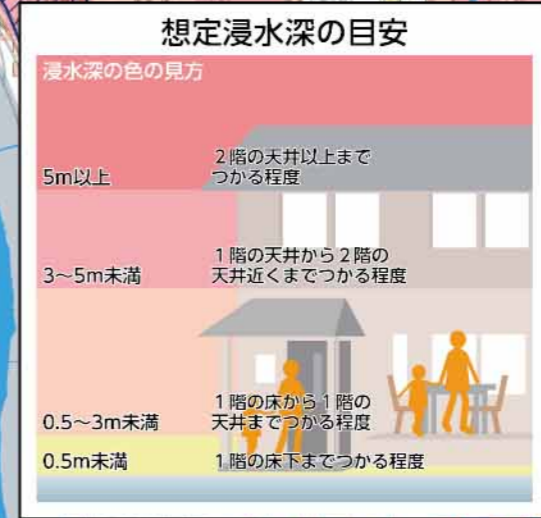 想定浸水深の目安
浸水深の色の見方
5m以上
2階の天井以上まで
つかる程度
3〜5m未満
1階の天井から2階の
天井近くまでつかる程度
0.5〜3m未満
1階の床から1階の
天井までつかる程度
0.5m未満
1階の床下までつかる程度